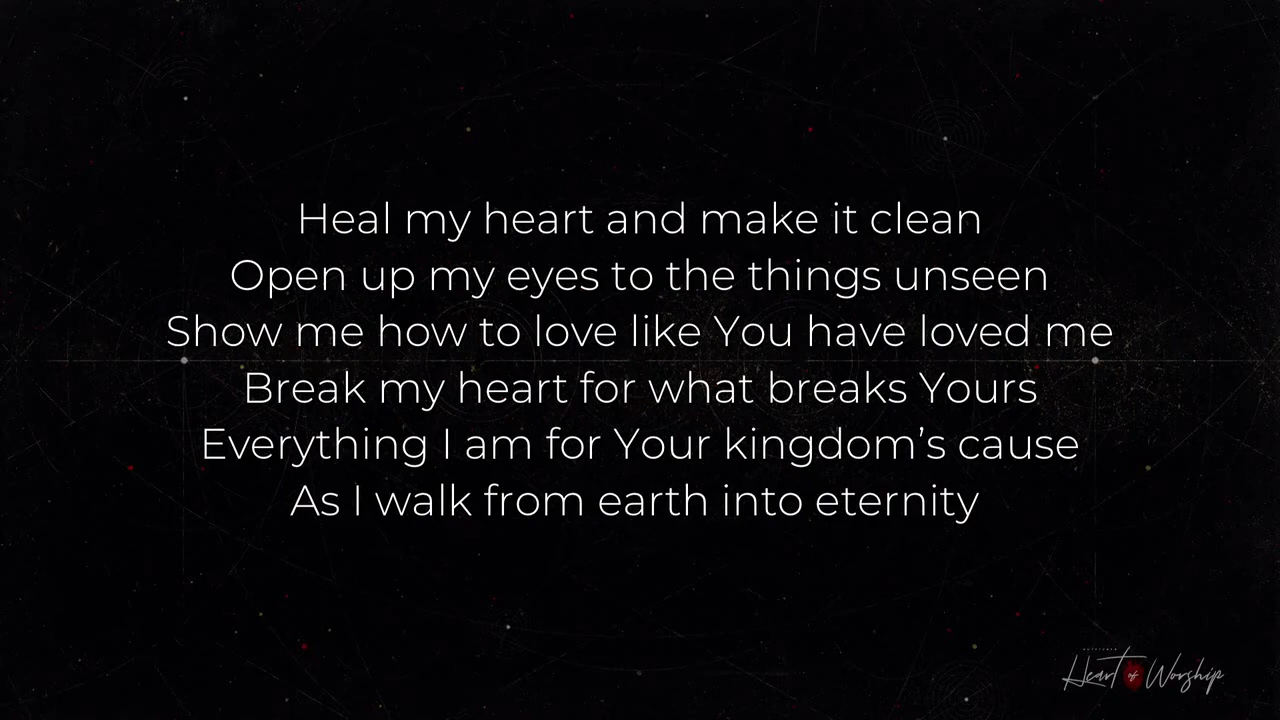 Heal my heart and make it clean
Open up my eyes to the things unseen
Show me how to love like You have loved me
Break my heart for what breaks Yours
Everything I am for Your kingdom’s cause
As I walk from earth into eternity
Heart of Worship